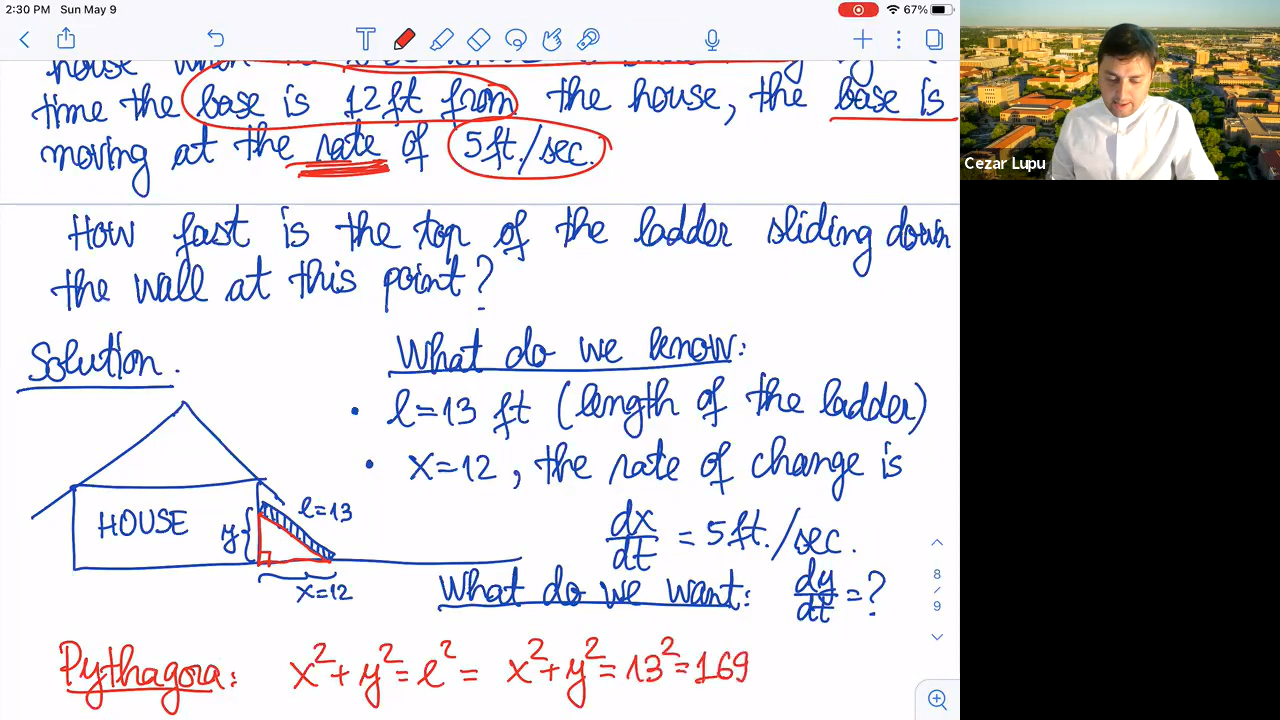 2:30 PM Sun May 9
67%
house when
time the base is 12 ft from the house, the base is
moving at the rate of 5 ft./sec.
How fast is the top of the ladder sliding down
the wall at this point?
Solution.
What do we know:
• l=13 ft (length of the ladder)
• x=12, the rate of change is
dx/dt = 5 ft./sec.
What do we want: dy/dt = ?
HOUSE
y
l=13
x=12
Pythagora: x²+y²=l²= x²+y²=13²=169
8
/
9
Cezar Lupu